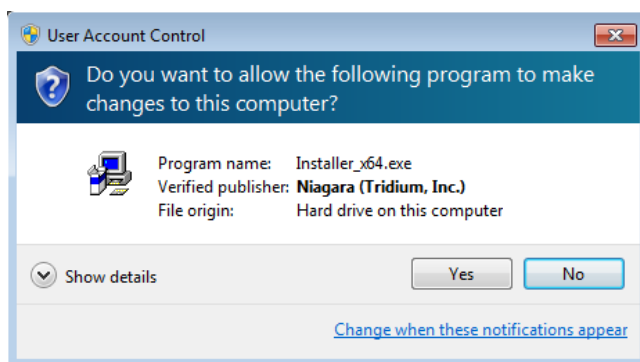 User Account Control
Do you want to allow the following program to make
changes to this computer?
Program name: Installer_x64.exe
Verified publisher: Niagara (Tridium, Inc.)
File origin: Hard drive on this computer
Show details Yes No
Change when these notifications appear